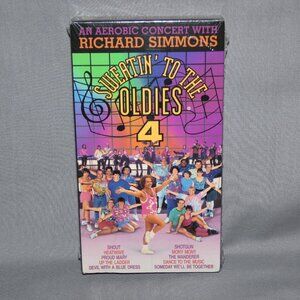 AN AEROBIC CONCERT WITH
RICHARD SIMMONS
SWEATIN' TO THE
OLDIES
4
SHOUT
HEATWAVE
PROUD MARY
UP THE LADDER
DEVIL WITH A BLUE DRESS
SHOTGUN
MONY MONY
THE WANDERER
DANCE TO THE MUSIC
SOMEDAY WE'LL BE TOGETHER